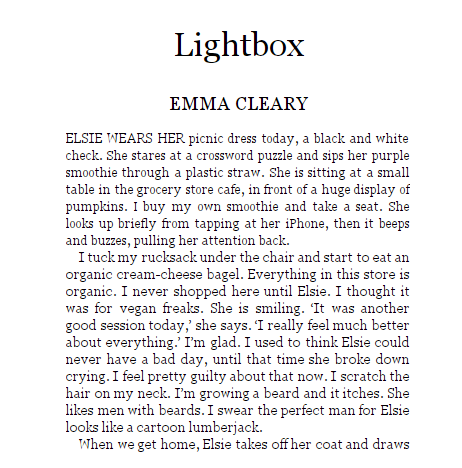 Lightbox
EMMA CLEARY
ELSIE WEARS HER picnic dress today, a black and white
check. She stares at a crossword puzzle and sips her purple
smoothie through a plastic straw. She is sitting at a small
table in the grocery store cafe, in front of a huge display of
pumpkins. I buy my own smoothie and take a seat. She
looks up briefly from tapping at her iPhone, then it beeps
and buzzes, pulling her attention back.
I tuck my rucksack under the chair and start to eat an
organic cream-cheese bagel. Everything in this store is
organic. I never shopped here until Elsie. I thought it
was for vegan freaks. She is smiling. ‘It was another
good session today,’ she says. ‘I really feel much better
about everything.’ I’m glad. I used to think Elsie could
never have a bad day, until that time she broke down
crying. I feel pretty guilty about that now. I scratch the
hair on my neck. I’m growing a beard and it itches. She
likes men with beards. I swear the perfect man for Elsie
looks like a cartoon lumberjack.
When we get home, Elsie takes off her coat and draws